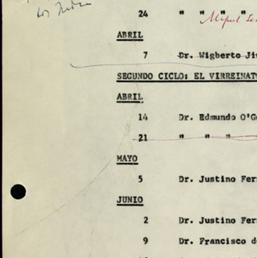 24 " " " "
Miguel
ABRIL
7 Dr. Wigberto Ji
SEGUNDO CICLO: EL VIRREINAT
ABRIL
14 Dr. Edmundo O'G
21 " " "
MAYO
5 Dr. Justino Fer
JUNIO
2 Dr. Justino Fer
9 Dr. Francisco d